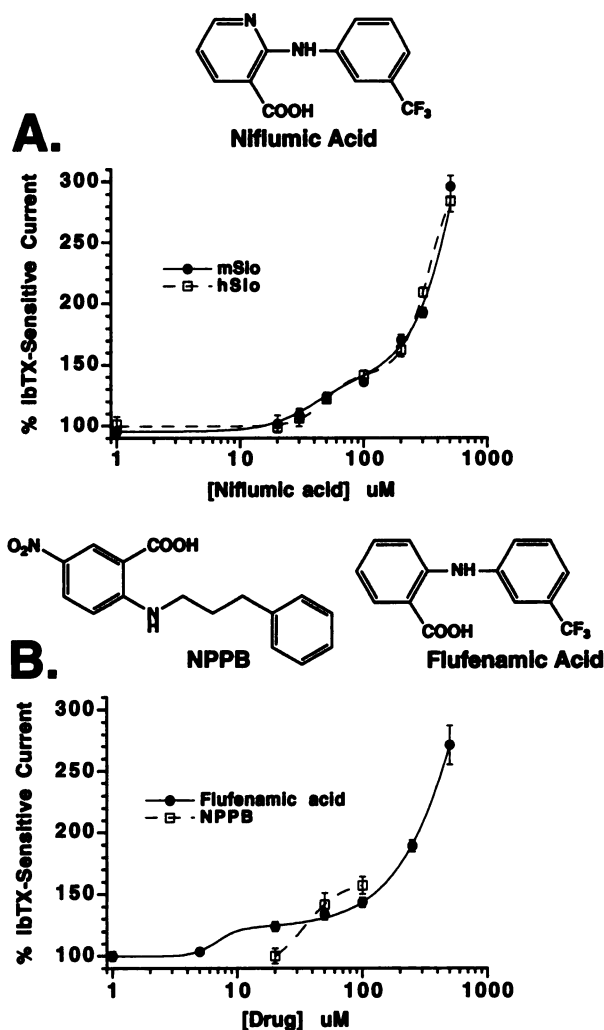 N
NH
COOH
CF3
Niflumic Acid
A.
% IbTX-Sensitive Current
300
250
200
150
100
mSlo
hSlo
1
10
100
1000
[Niflumic acid] uM
O2N
COOH
N
H
NPPB
NH
COOH
CF3
Flufenamic Acid
B.
% IbTX-Sensitive Current
300
250
200
150
100
Flufenamic acid
NPPB
1
10
100
1000
[Drug] uM